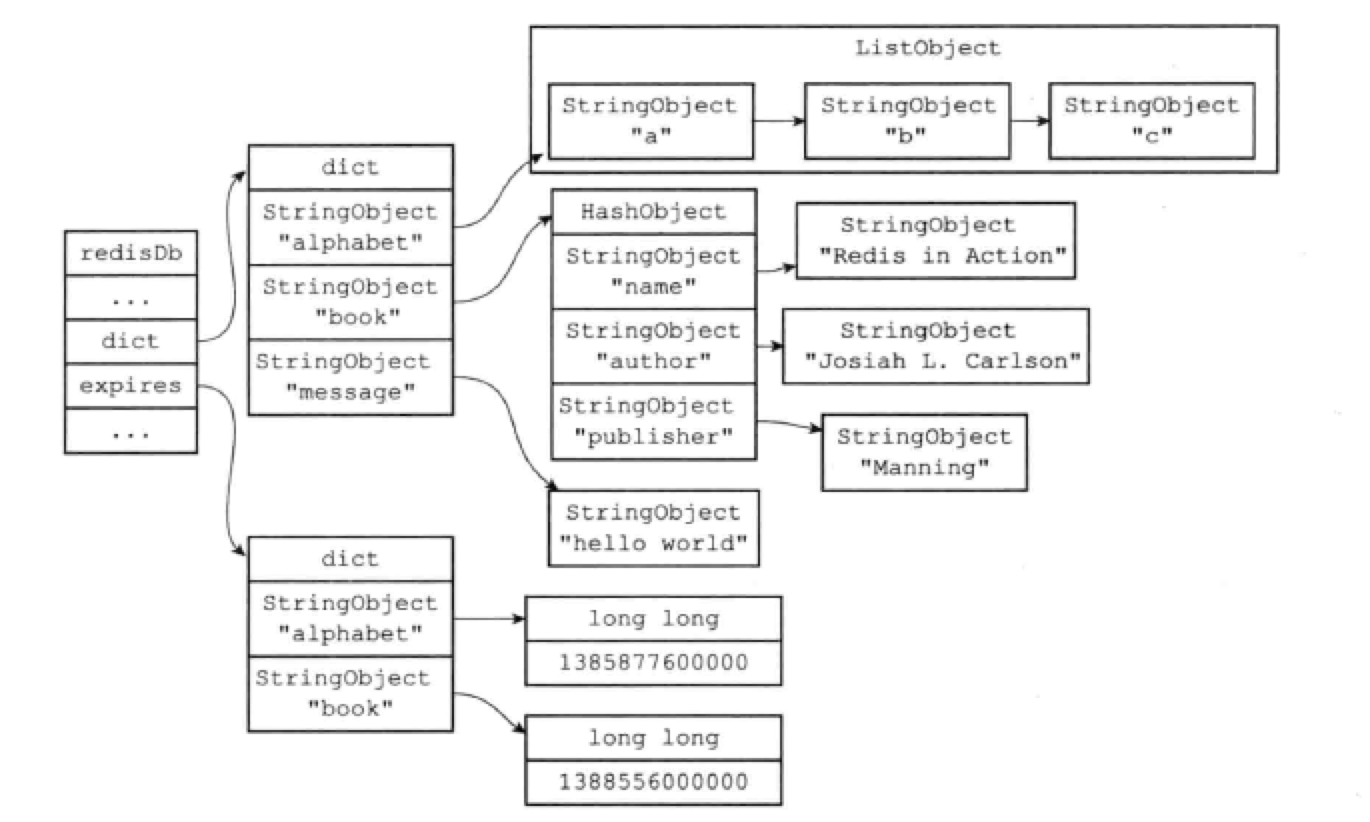 ListObject
StringObject
"a"
StringObject
"b"
StringObject
"c"
dict
StringObject
"alphabet"
StringObject
"book"
StringObject
"message"
redisDb
...
dict
expires
...
HashObject
StringObject
"name"
StringObject
"author"
StringObject
"publisher"
StringObject
"Redis in Action"
StringObject
"Josiah L. Carlson"
StringObject
"Manning"
StringObject
"hello world"
dict
StringObject
"alphabet"
StringObject
"book"
long long
1385877600000
long long
1388556000000